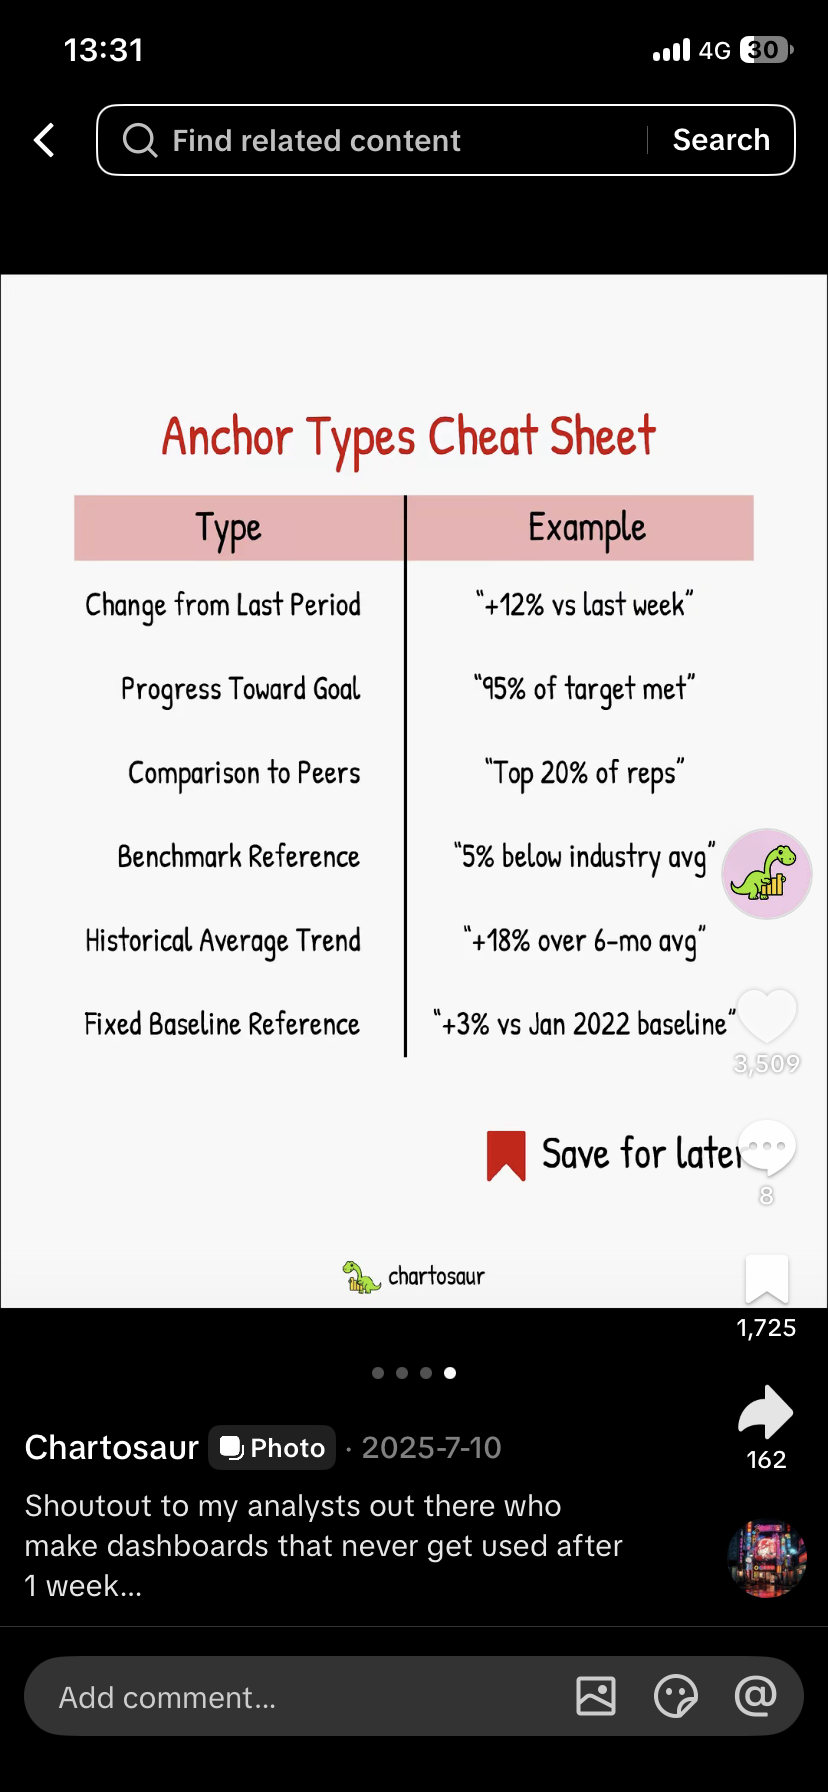 13:31
4G 30
Find related content
Search
Anchor Types Cheat Sheet
Type Example
Change from Last Period “+12% vs last week”
Progress Toward Goal “95% of target met”
Comparison to Peers “Top 20% of reps”
Benchmark Reference “5% below industry avg”
Historical Average Trend “+18% over 6-mo avg”
Fixed Baseline Reference “+3% vs Jan 2022 baseline”
3,509
Save for later
8
chartosaur
1,725
Chartosaur Photo · 2025-7-10
162
Shoutout to my analysts out there who
make dashboards that never get used after
1 week...
Add comment...